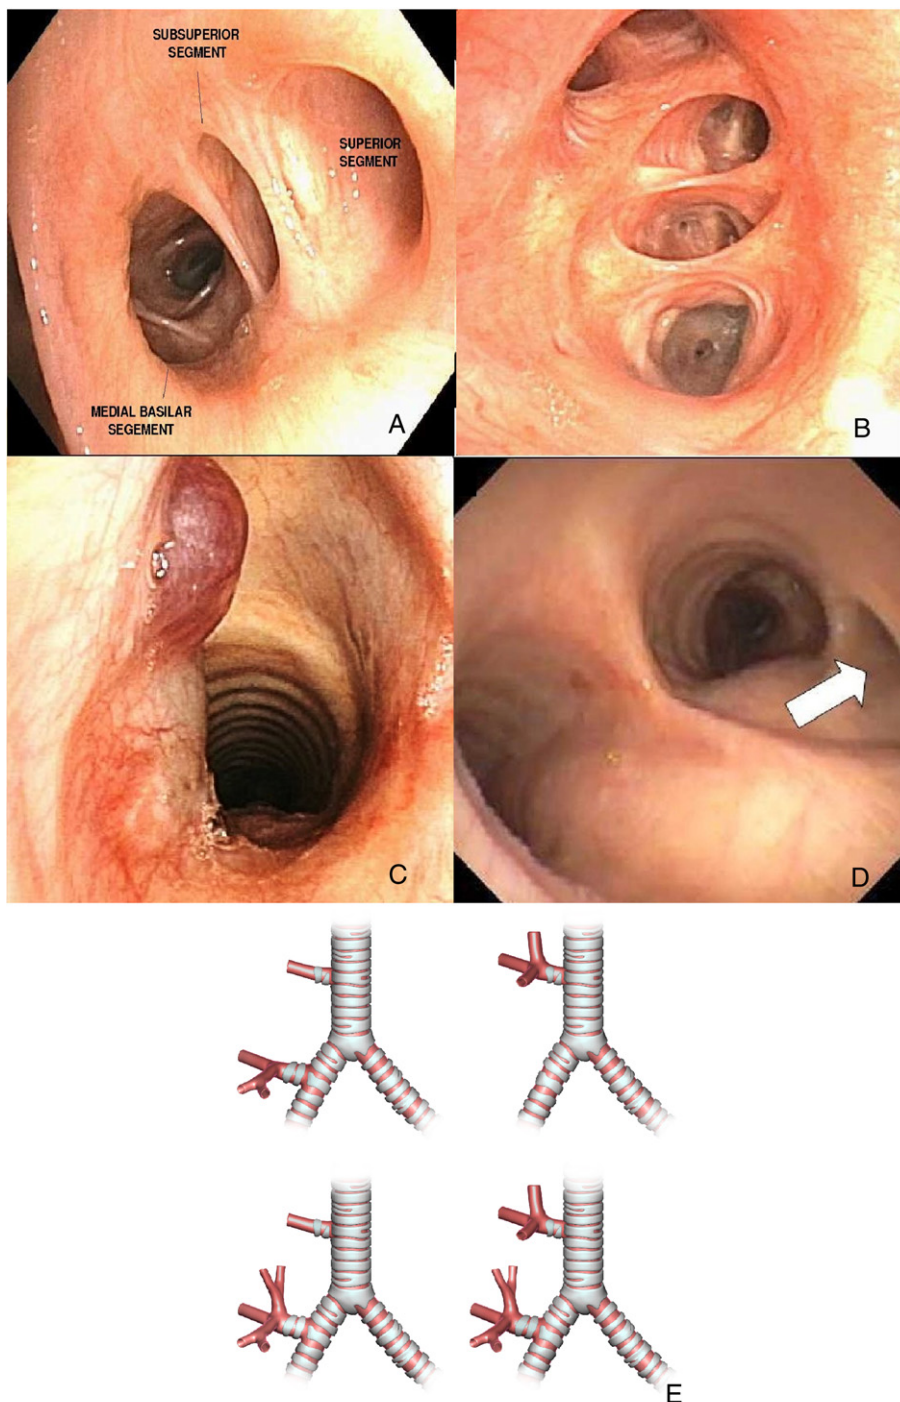 SUBSUPERIOR
SEGMENT
SUPERIOR
SEGMENT
MEDIAL BASILAR
SEGEMENT
A
B
C
D
E